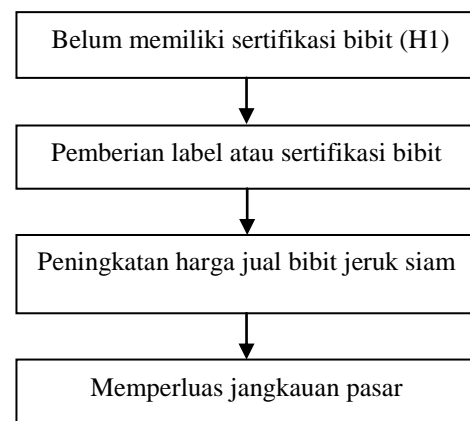 Belum memiliki sertifikasi bibit (H1)
Pemberian label atau sertifikasi bibit
Peningkatan harga jual bibit jeruk siam
Memperluas jangkauan pasar